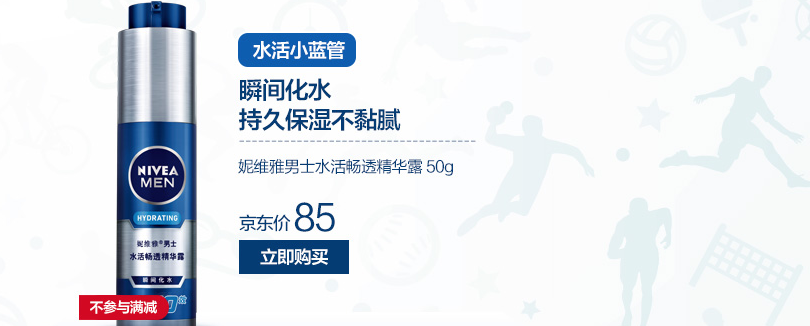 水活小蓝管
瞬间化水
持久保湿不黏腻
妮维雅男士水活畅透精华露 50g
京东价 85
立即购买
NIVEA
MEN
HYDRATING
妮维雅®男士
水活畅透精华露
瞬间化水
不参与满减